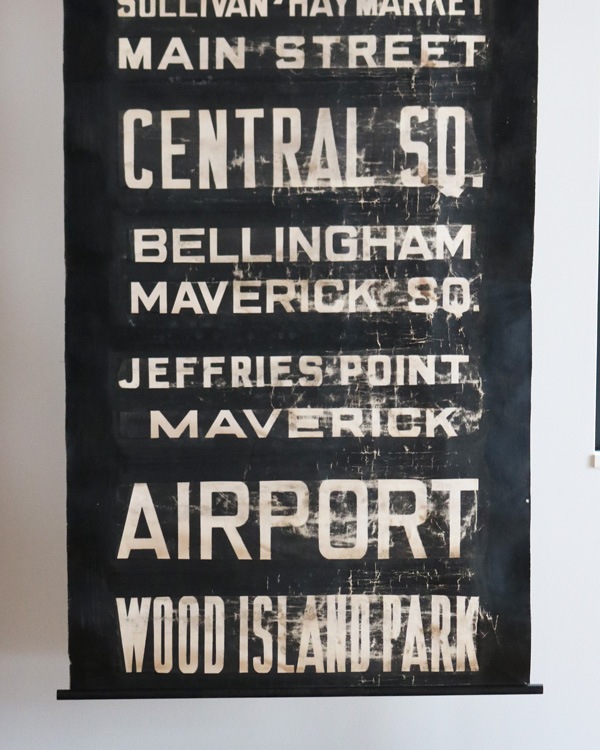 SULLIVAN-HAYMARKET
MAIN STREET
CENTRAL SQ.
BELLINGHAM
MAVERICK SQ.
JEFFRIES POINT
MAVERICK
AIRPORT
WOOD ISLAND PARK